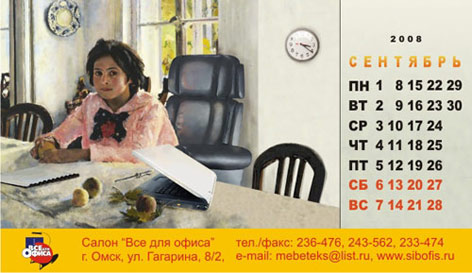 2008
СЕНТЯБРЬ
ПН 1 8 15 22 29
ВТ 2 9 16 23 30
СР 3 10 17 24
ЧТ 4 11 18 25
ПТ 5 12 19 26
СБ 6 13 20 27
ВС 7 14 21 28
ВСЕ для ОФИСА
Салон "Все для офиса" тел./факс: 236-476, 243-562, 233-474
г. Омск, ул. Гагарина, 8/2, e-mail: mebeteks@list.ru, www.sibofis.ru